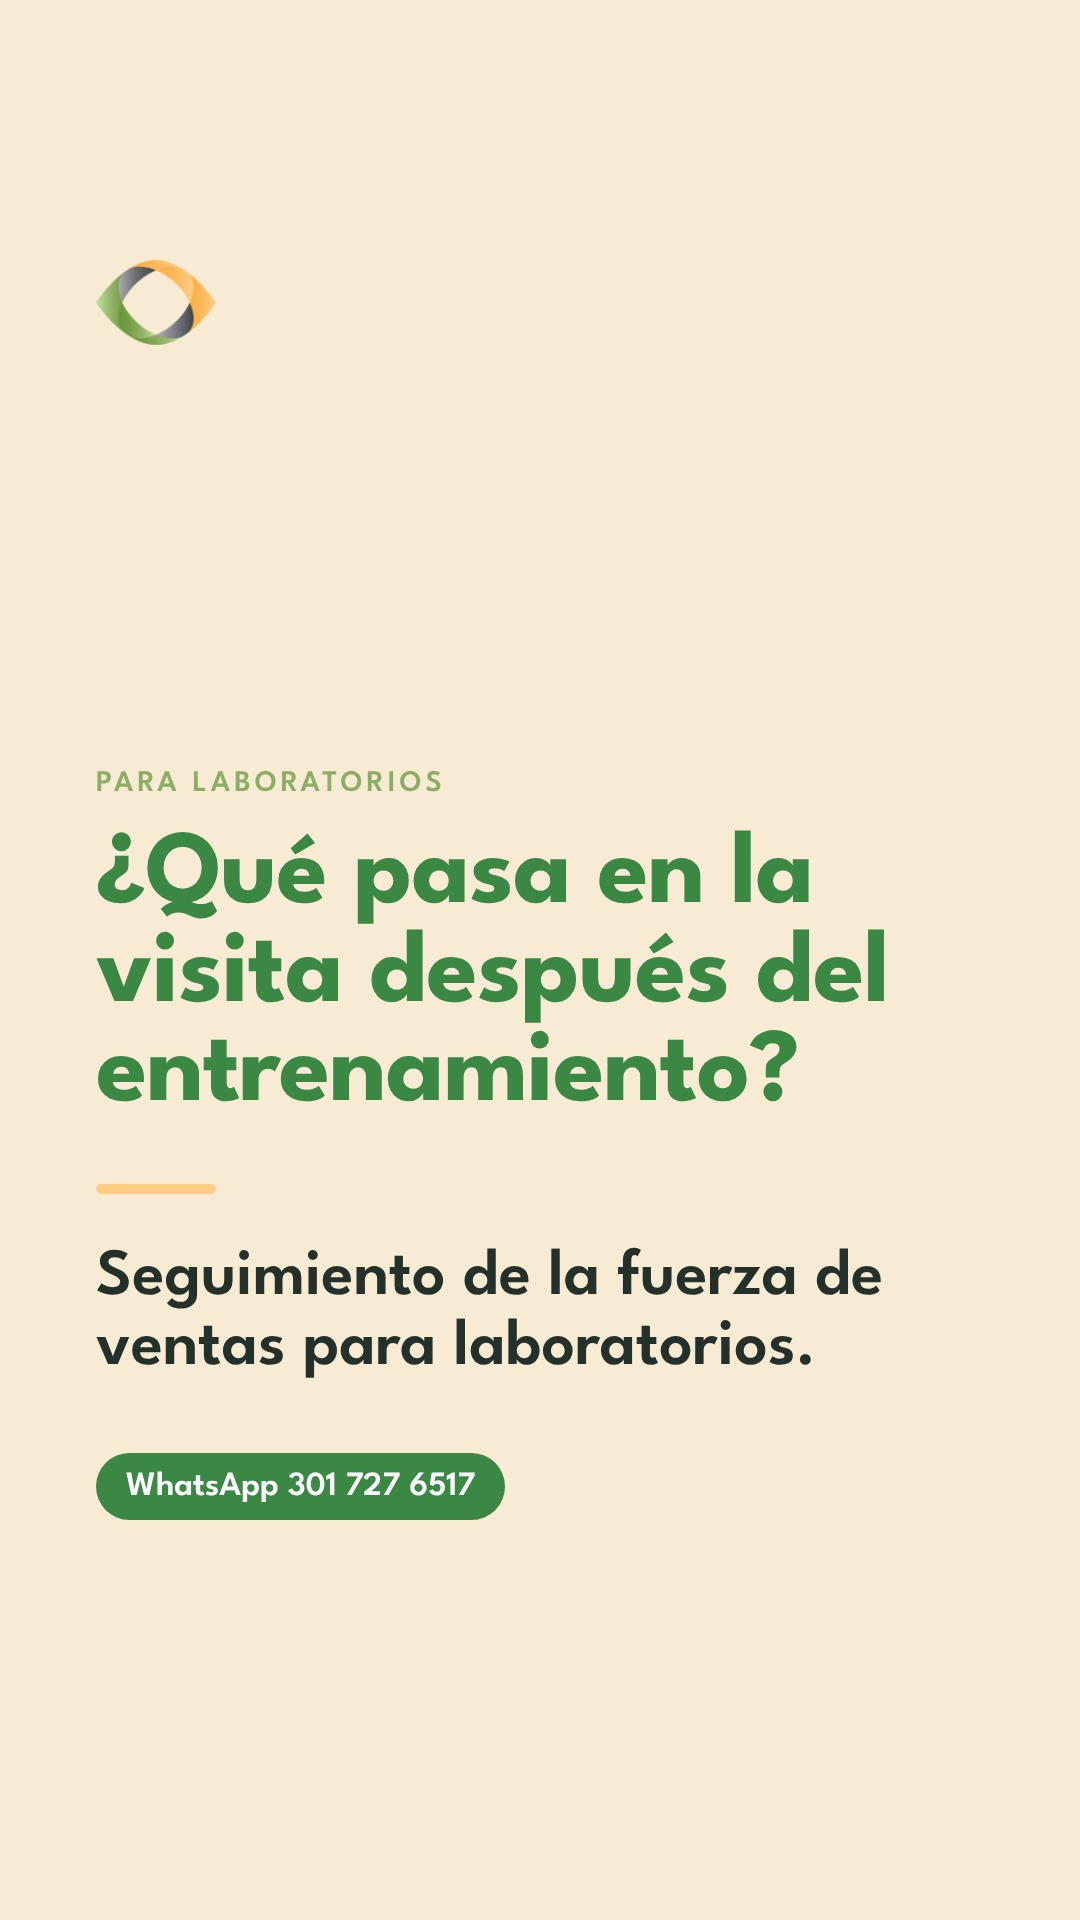 PARA LABORATORIOS
¿Qué pasa en la
visita después del
entrenamiento?
Seguimiento de la fuerza de
ventas para laboratorios.
WhatsApp 301 727 6517